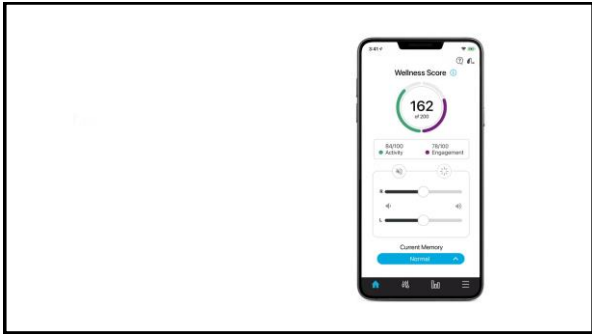 Wellness Score
162
of 200
84/100 78/100
Activity Engagement
R
L
Current Memory
Normal